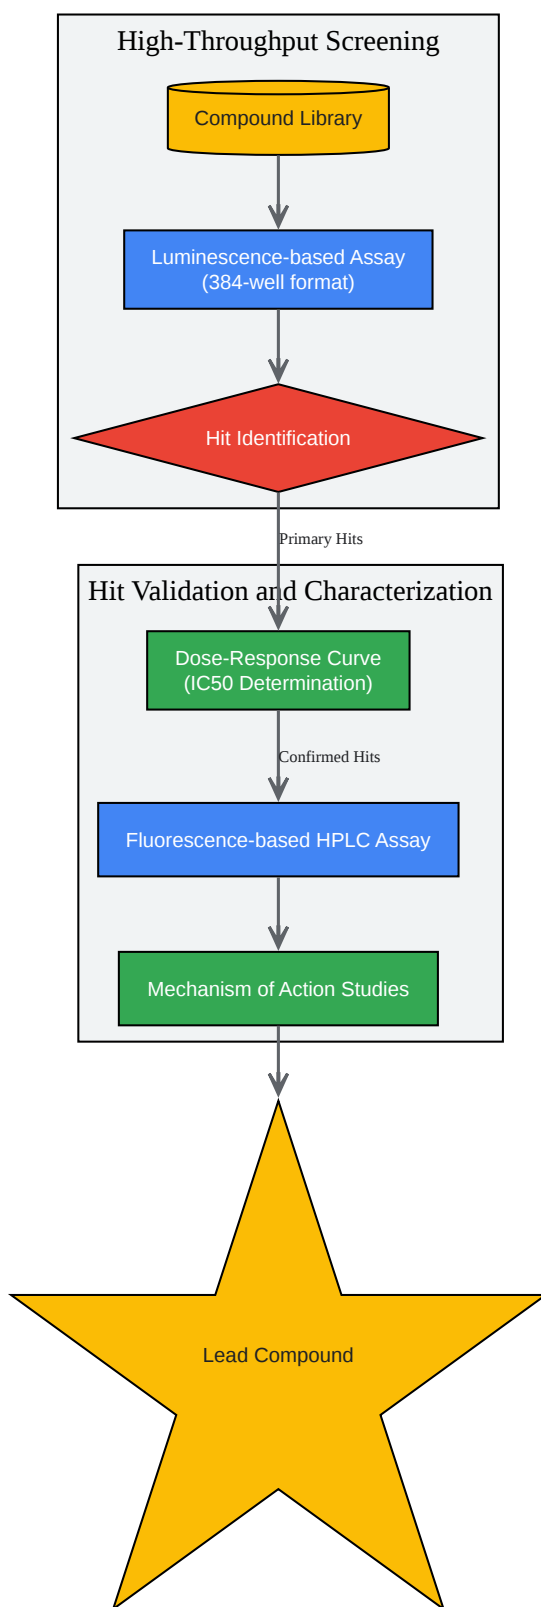 High-Throughput Screening
Compound Library
Luminescence-based Assay
(384-well format)
Hit Identification
Primary Hits
Hit Validation and Characterization
Dose-Response Curve
(IC50 Determination)
Confirmed Hits
Fluorescence-based HPLC Assay
Mechanism of Action Studies
Lead Compound